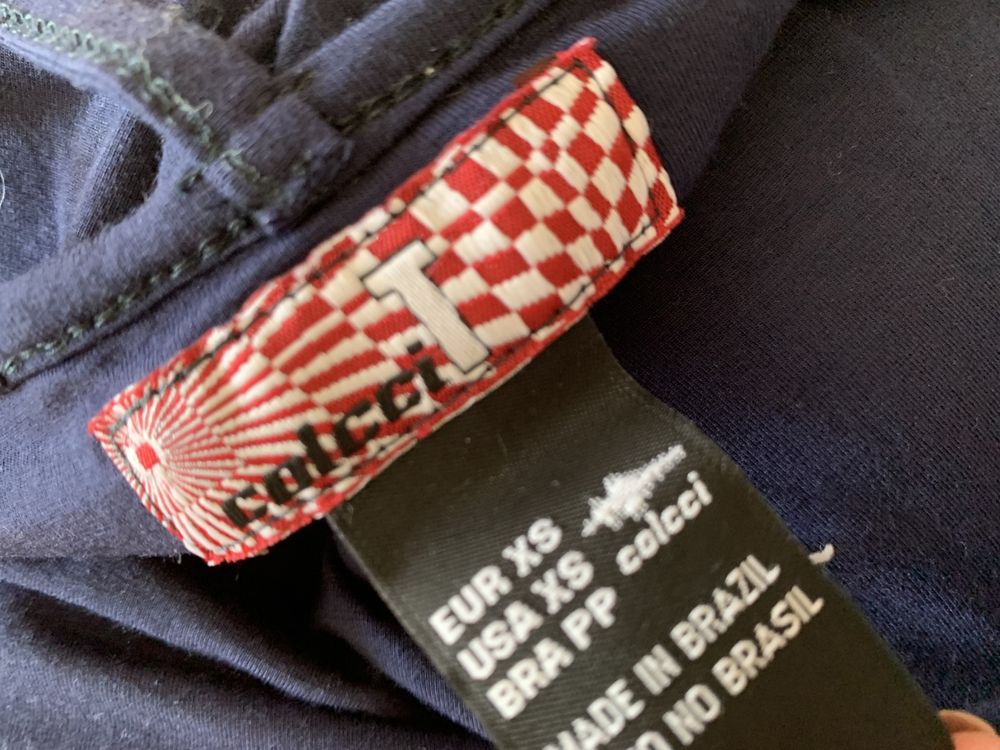 T
colcci
EUR XS
USA XS
BRA PP
colcci
MADE IN BRAZIL
NO BRASIL